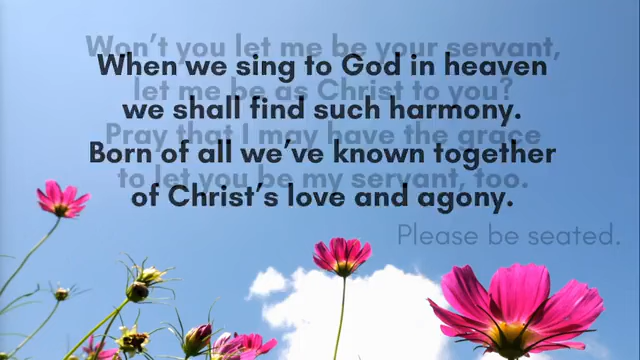 Won't you let me be your servant,
When we sing to God in heaven
let me be as Christ to you?
we shall find such harmony.
Pray that I may have the grace
Born of all we've known together
to let you be my servant, too.
of Christ's love and agony.
Please be seated.